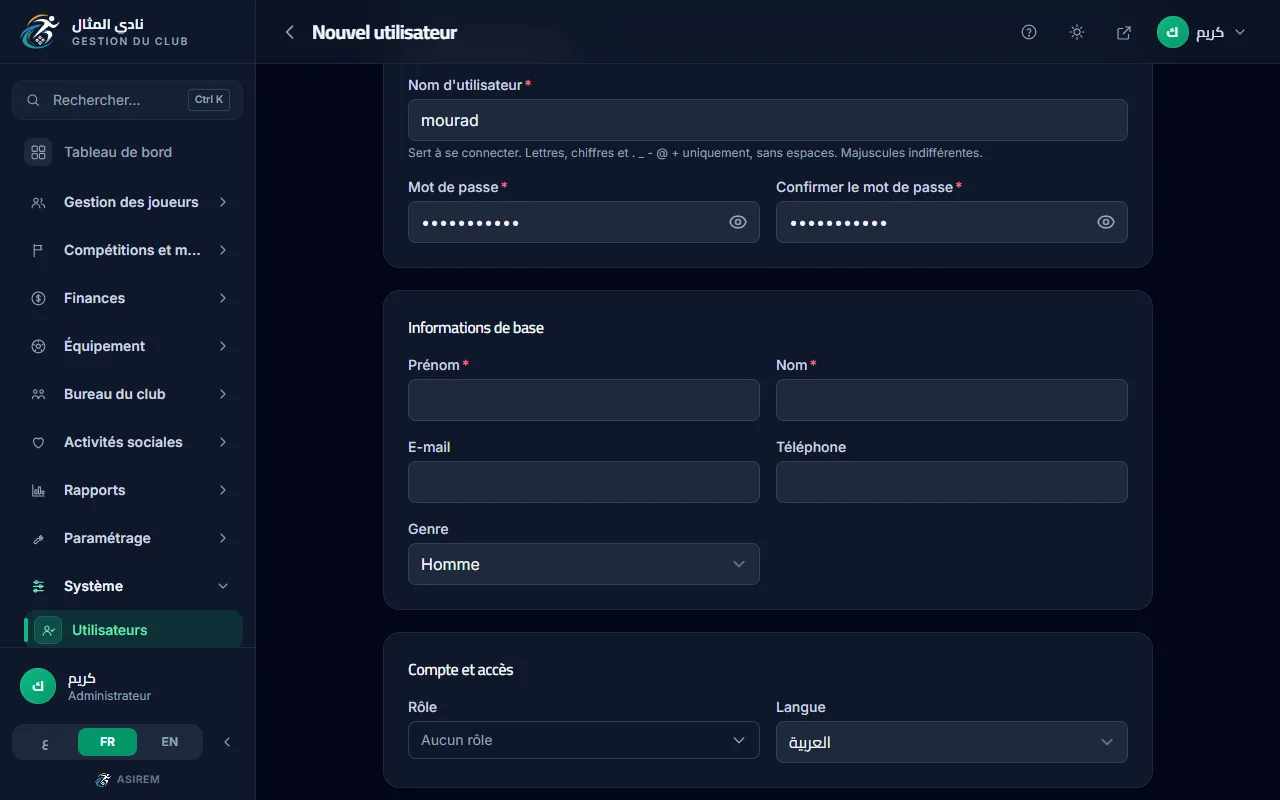 نادي المثال
GESTION DU CLUB
Nouvel utilisateur
ك
كريم
Rechercher...
Ctrl K
Tableau de bord
Gestion des joueurs
Compétitions et m...
Finances
Équipement
Bureau du club
Activités sociales
Rapports
Paramétrage
Système
Utilisateurs
ك
كريم
Administrateur
ع
FR
EN
ASIREM
Nom d'utilisateur *
mourad
Sert à se connecter. Lettres, chiffres et . _ - @ + uniquement, sans espaces. Majuscules indifférentes.
Mot de passe *
Confirmer le mot de passe *
•••••••••••
•••••••••••
Informations de base
Prénom *
Nom *
E-mail
Téléphone
Genre
Homme
Compte et accès
Rôle
Langue
Aucun rôle
العربية